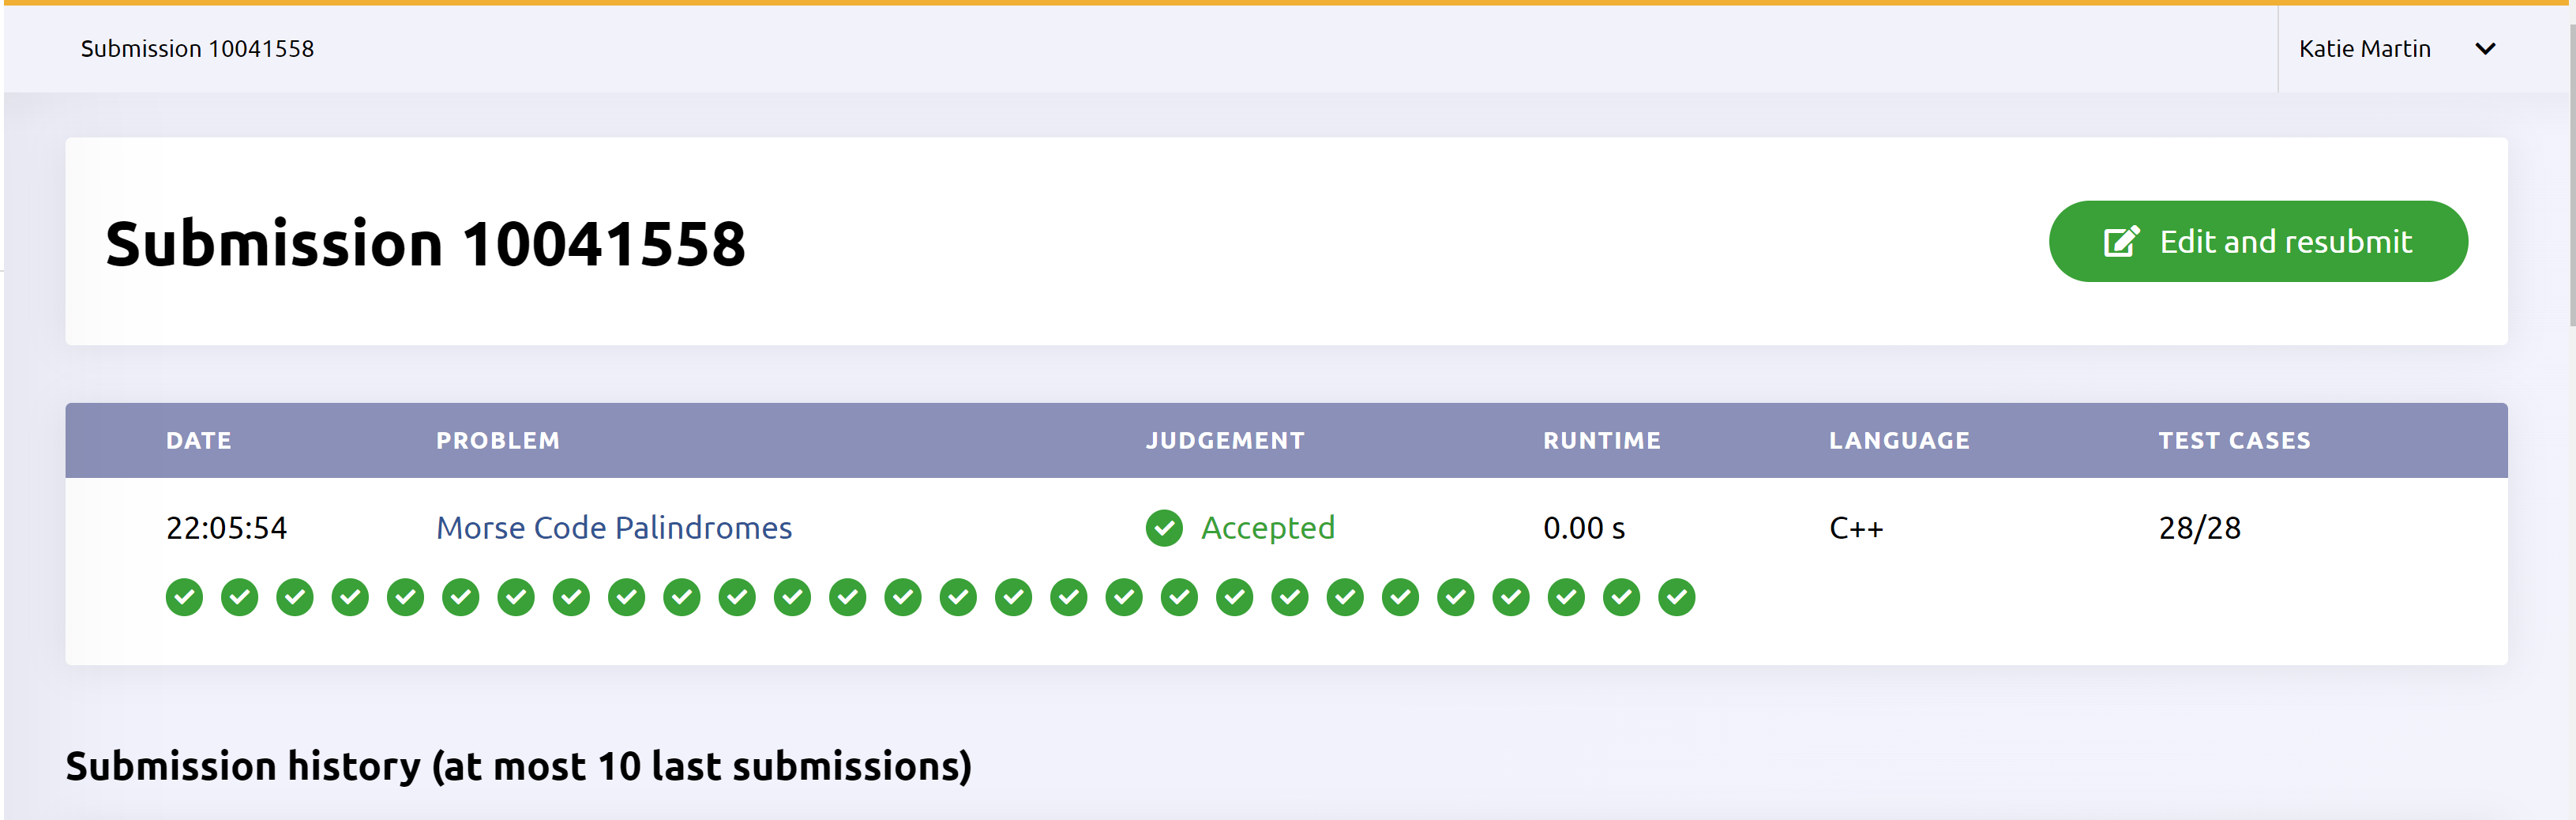 Submission 10041558
Katie Martin
Submission 10041558
Edit and resubmit
DATE PROBLEM JUDGEMENT RUNTIME LANGUAGE TEST CASES
22:05:54 Morse Code Palindromes Accepted 0.00 s C++ 28/28
Submission history (at most 10 last submissions)